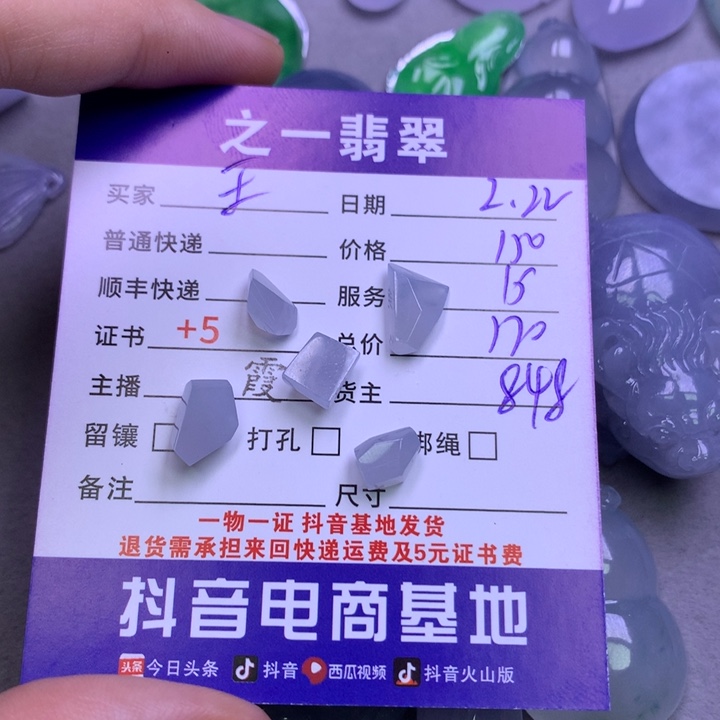 之一翡翠
买家 王 日期 2.22
普通快递 价格 150
顺丰快递 服务 15
证书 +5 总价 170
主播 霞 货主 848
留镶 打孔 绑绳
备注 尺寸
一物一证 抖音基地发货
退货需承担来回快递运费及5元证书费
抖音电商基地
头条 今日头条 抖音 西瓜视频 抖音火山版